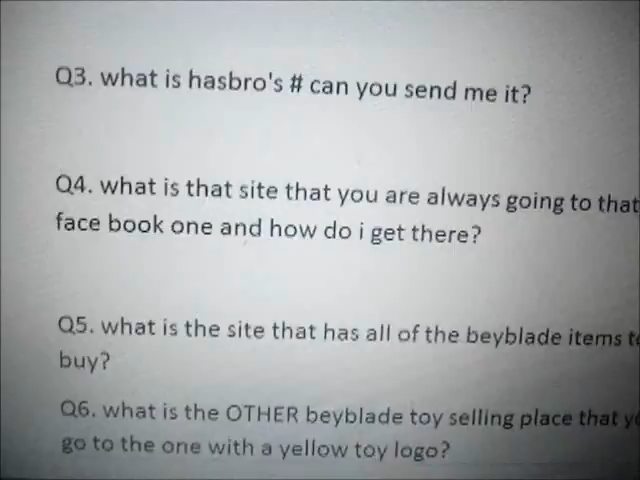 Q3. what is hasbro's # can you send me it?
Q4. what is that site that you are always going to that
face book one and how do i get there?
Q5. what is the site that has all of the beyblade items
buy?
Q6. what is the OTHER beyblade toy selling place that
go to the one with a yellow toy logo?